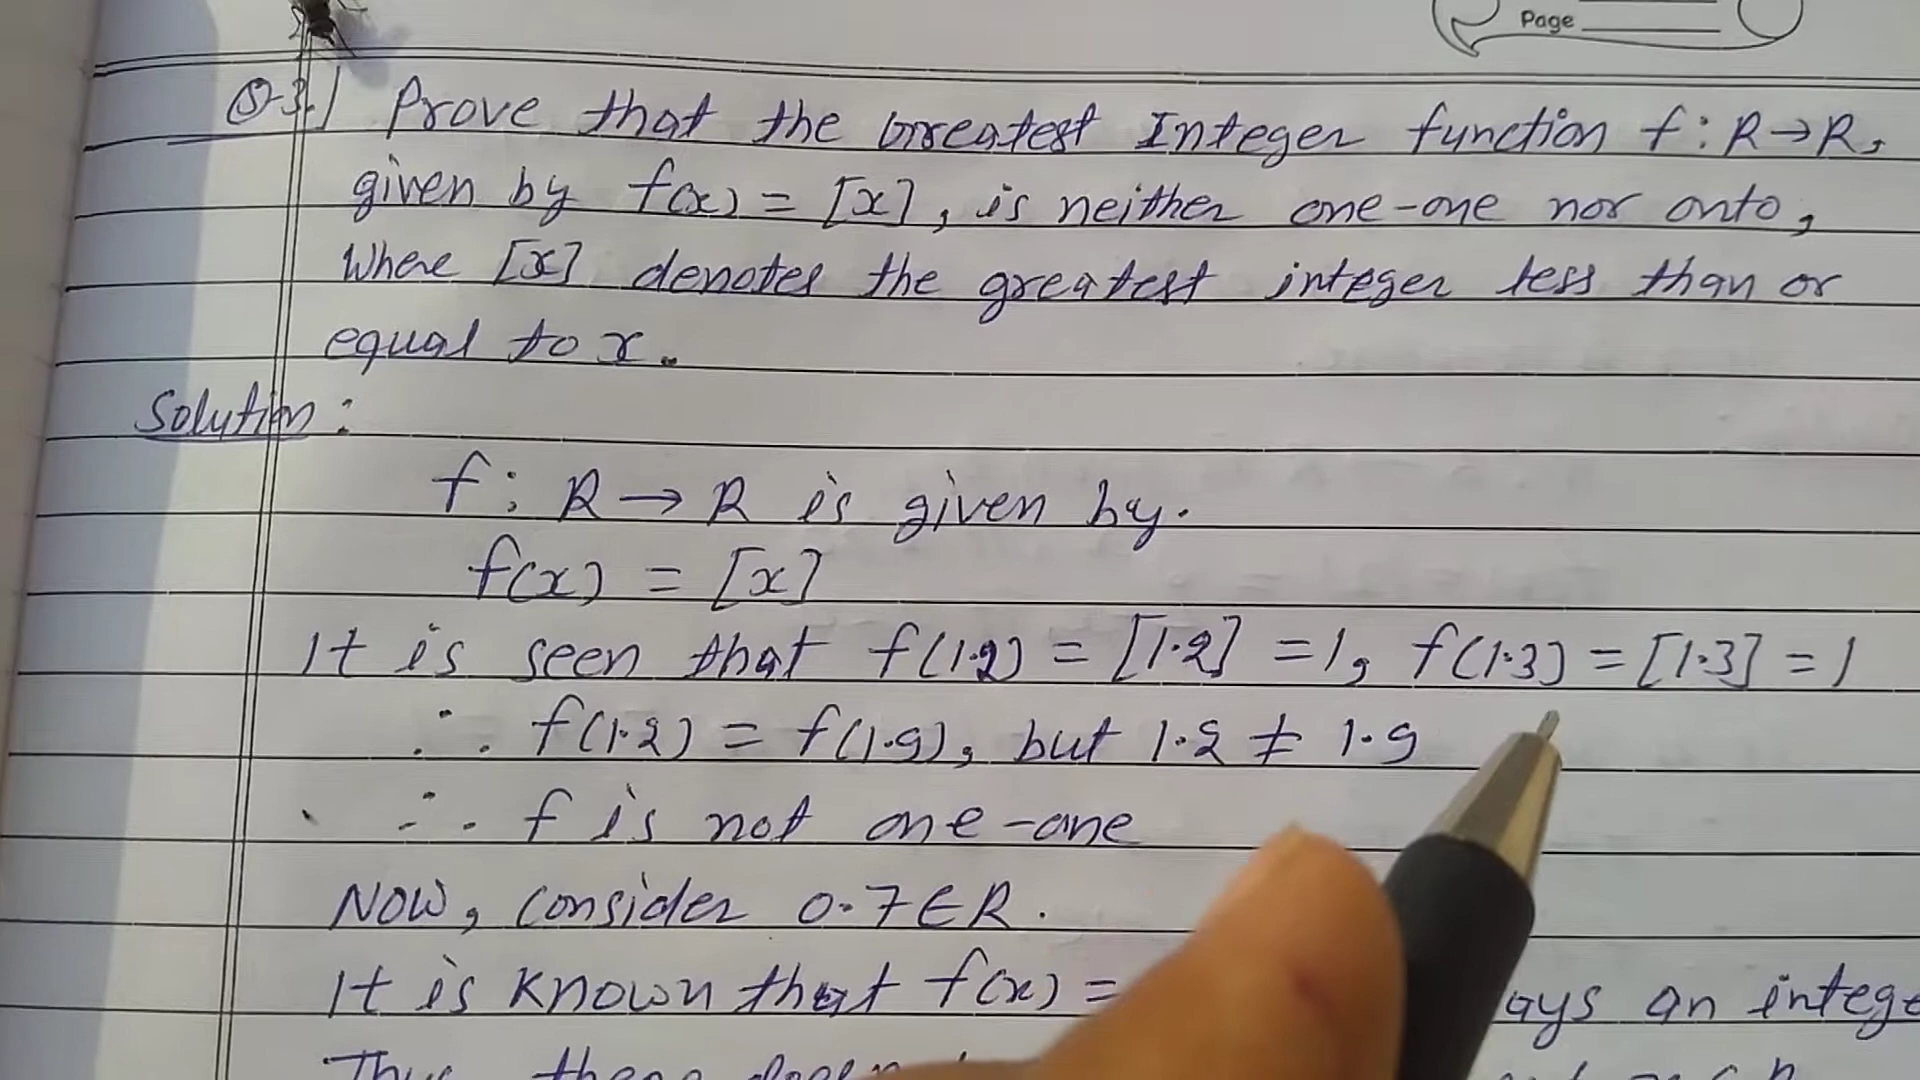 Page
Q-3.) Prove that the Greatest Integer function f : R→R,
given by f(x) = [x], is neither one-one nor onto,
Where [x] denotes the greatest integer less than or
equal to x.
Solution :
f : R → R is given by.
f(x) = [x]
It is seen that f(1.2) = [1.2] = 1, f(1.3) = [1.3] = 1
∴ f(1.2) = f(1.9), but 1.2 ≠ 1.9
∴ f is not one-one
Now, consider 0.7 ∈ R.
It is known that f(x) = ays an intege